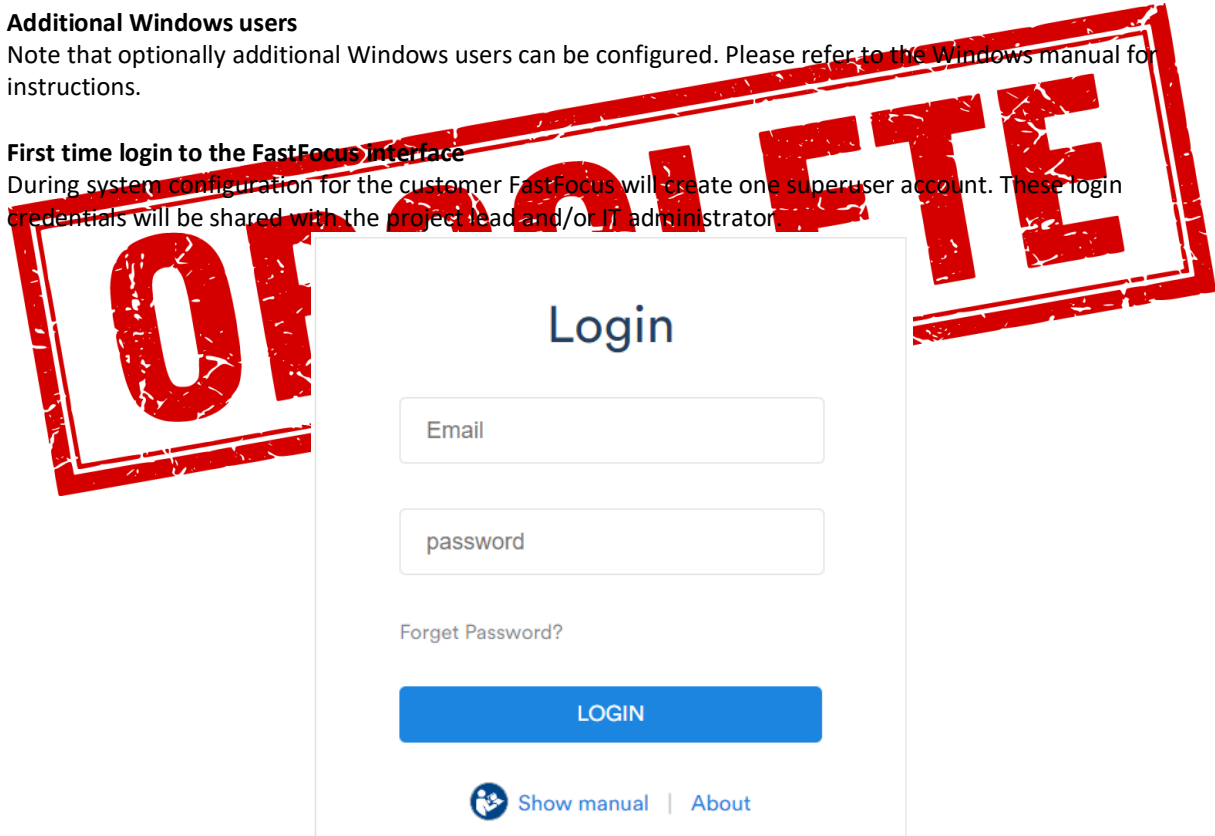 Additional Windows users
Note that optionally additional Windows users can be configured. Please refer to the Windows manual for
instructions.
First time login to the FastFocus interface
During system configuration for the customer FastFocus will create one superuser account. These login
credentials will be shared with the project lead and/or IT administrator.
OBSOLETE
Login
Email
password
Forget Password?
LOGIN
Show manual | About